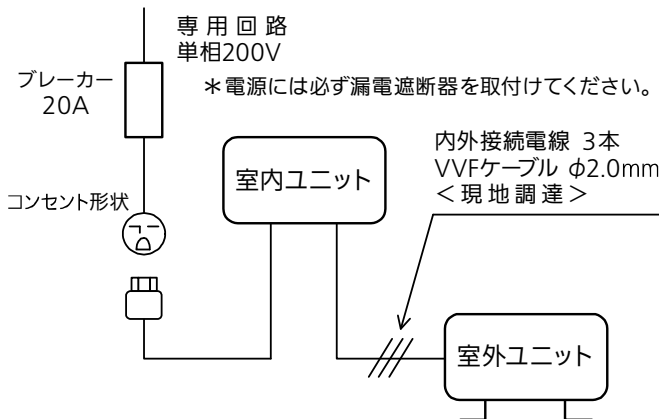 専用回路
単相200V
＊電源には必ず漏電遮断器を取付けてください。
ブレーカー
20A
内外接続電線 3本
VVFケーブル φ2.0mm
＜現地調達＞
室内ユニット
コンセント形状
室外ユニット